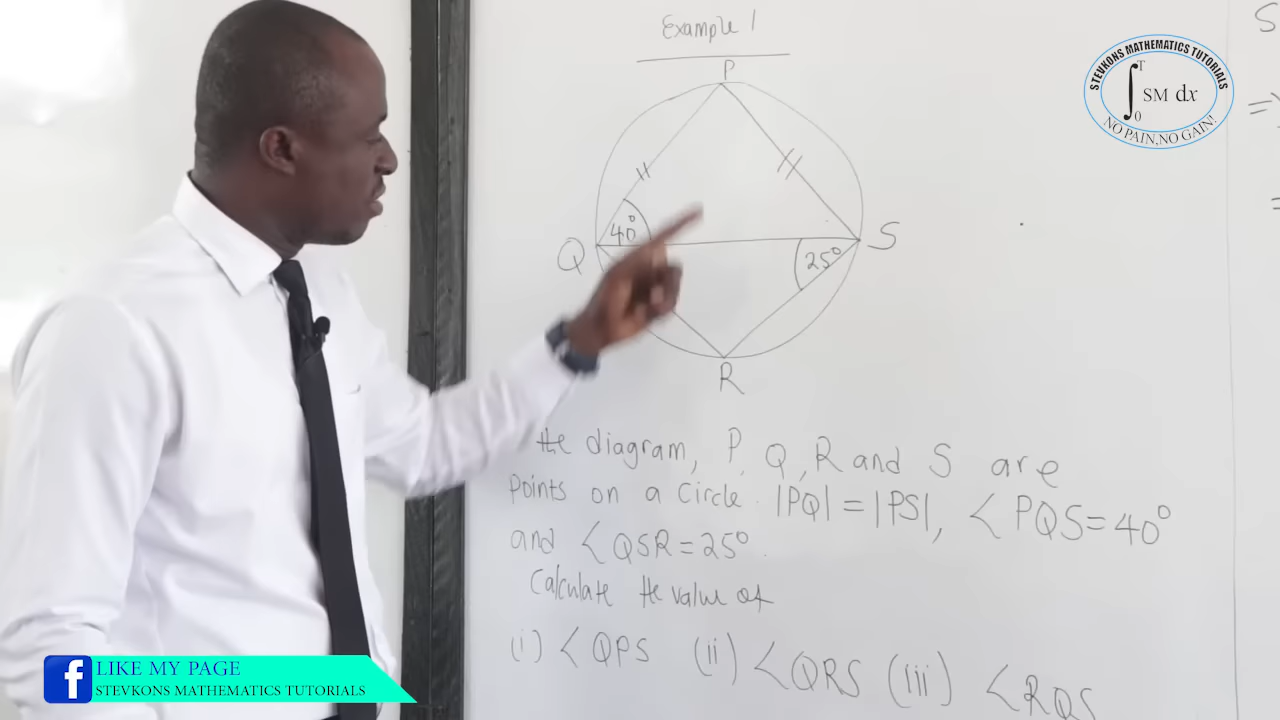 Example 1
P
40°
Q
S
25°
R
the diagram, P, Q, R and S are
points on a circle. |PQ| = |PS|, <PQS = 40°
and <QSR = 25°.
Calculate the value of
(i) <QPS (ii) <QRS (iii) <RQS
S
=>
=
STEVKONS MATHEMATICS TUTORIALS
∫T0 SM dx
NO PAIN,NO GAIN!
f
LIKE MY PAGE
STEVKONS MATHEMATICS TUTORIALS